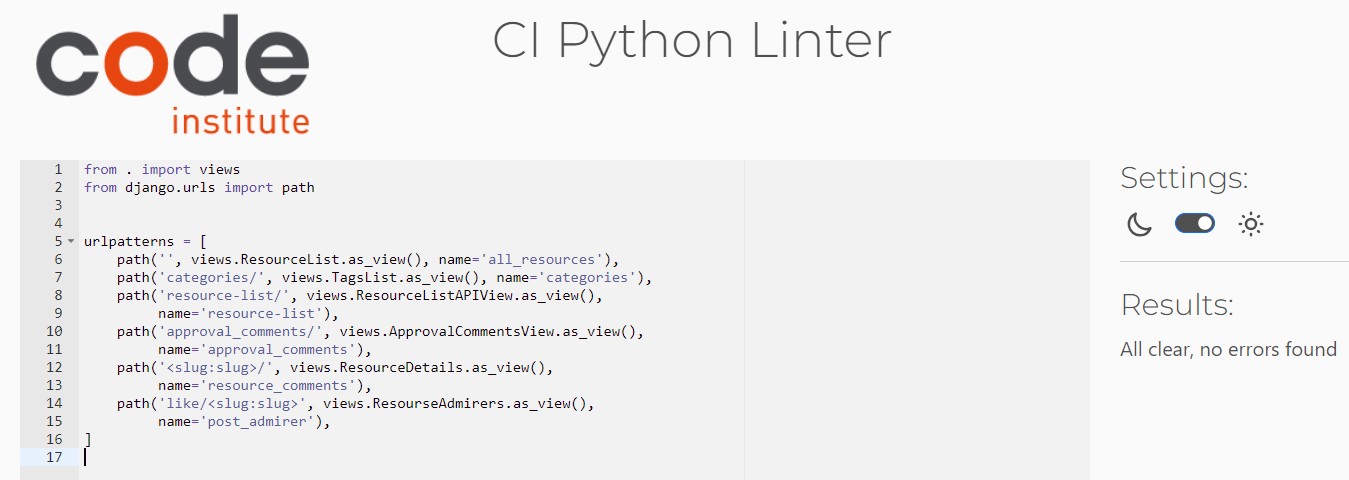 code
institute
CI Python Linter
1 from . import views
2 from django.urls import path
3
4
5 urlpatterns = [
6     path('', views.ResourceList.as_view(), name='all_resources'),
7     path('categories/', views.TagsList.as_view(), name='categories'),
8     path('resource-list/', views.ResourceListAPIView.as_view(),
9          name='resource-list'),
10     path('approval_comments/', views.ApprovalCommentsView.as_view(),
11          name='approval_comments'),
12     path('<slug:slug>/', views.ResourceDetails.as_view(),
13          name='resource_comments'),
14     path('like/<slug:slug>', views.ResourseAdmirers.as_view(),
15          name='post_admirer'),
16 ]
17
Settings:
Results:
All clear, no errors found